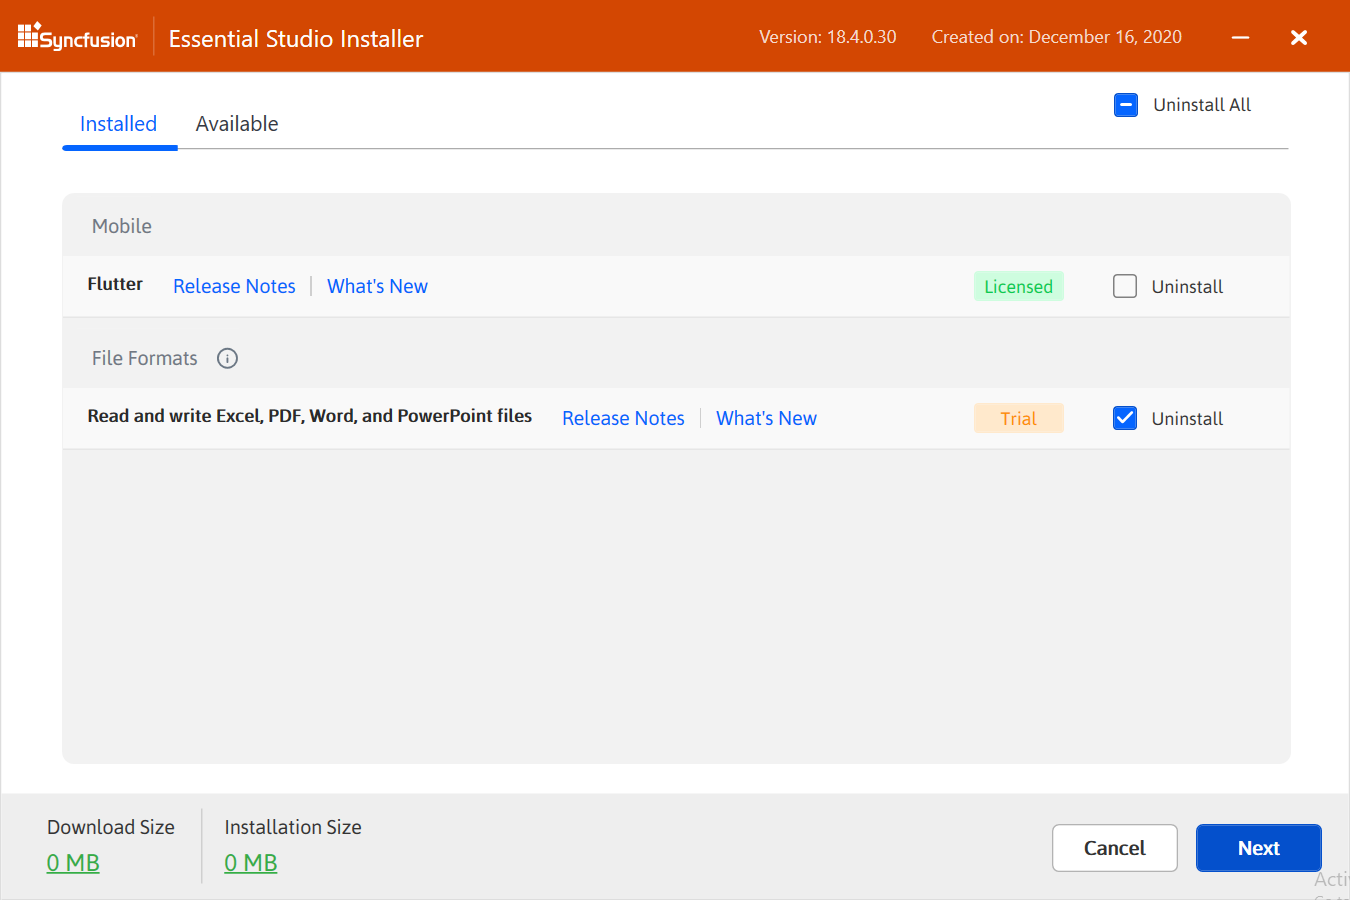 Syncfusion Essential Studio Installer Version: 18.4.0.30 Created on: December 16, 2020
Uninstall All
Installed Available
Mobile
Flutter Release Notes What's New Licensed Uninstall
File Formats
Read and write Excel, PDF, Word, and PowerPoint files Release Notes What's New Trial Uninstall
Download Size Installation Size
0 MB 0 MB
Cancel Next